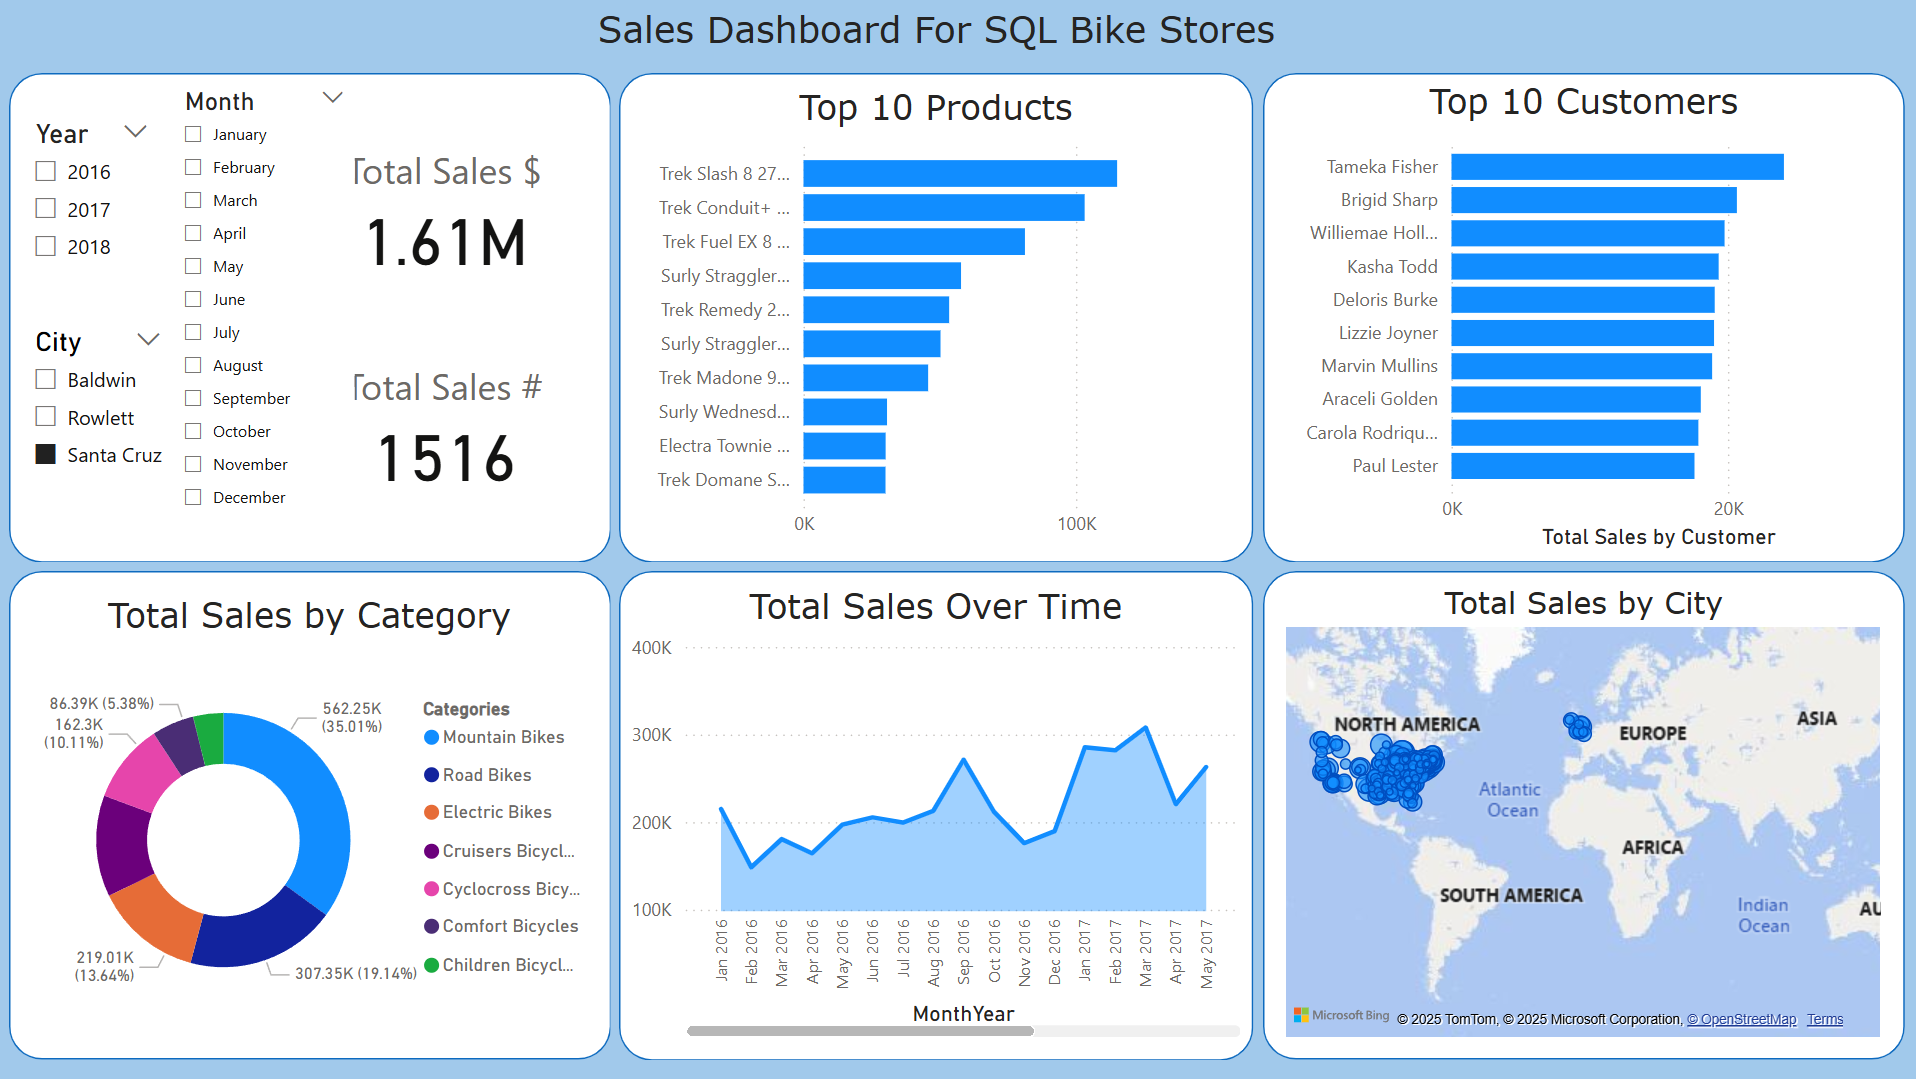 Sales Dashboard For SQL Bike Stores
Year
2016
2017
2018
City
Baldwin
Rowlett
Santa Cruz
Month
January
February
March
April
May
June
July
August
September
October
November
December
Total Sales $
1.61M
Total Sales #
1516
Top 10 Products
Trek Slash 8 27...
Trek Conduit+ ...
Trek Fuel EX 8 ...
Surly Straggler...
Trek Remedy 2...
Surly Straggler...
Trek Madone 9...
Surly Wednesd...
Electra Townie ...
Trek Domane S...
0K
100K
Top 10 Customers
Tameka Fisher
Brigid Sharp
Williemae Holl...
Kasha Todd
Deloris Burke
Lizzie Joyner
Marvin Mullins
Araceli Golden
Carola Rodriqu...
Paul Lester
0K
20K
Total Sales by Customer
Total Sales by Category
86.39K (5.38%)
162.3K
(10.11%)
562.25K
(35.01%)
219.01K
(13.64%)
307.35K (19.14%)
Categories
Mountain Bikes
Road Bikes
Electric Bikes
Cruisers Bicycl...
Cyclocross Bicy...
Comfort Bicycles
Children Bicycl...
Total Sales Over Time
400K
300K
200K
100K
Jan 2016
Feb 2016
Mar 2016
Apr 2016
May 2016
Jun 2016
Jul 2016
Aug 2016
Sep 2016
Oct 2016
Nov 2016
Dec 2016
Jan 2017
Feb 2017
Mar 2017
Apr 2017
May 2017
MonthYear
Total Sales by City
NORTH AMERICA
EUROPE
ASIA
Atlantic
Ocean
AFRICA
SOUTH AMERICA
Indian
Ocean
AU
Microsoft Bing
© 2025 TomTom, © 2025 Microsoft Corporation, © OpenStreetMap Terms